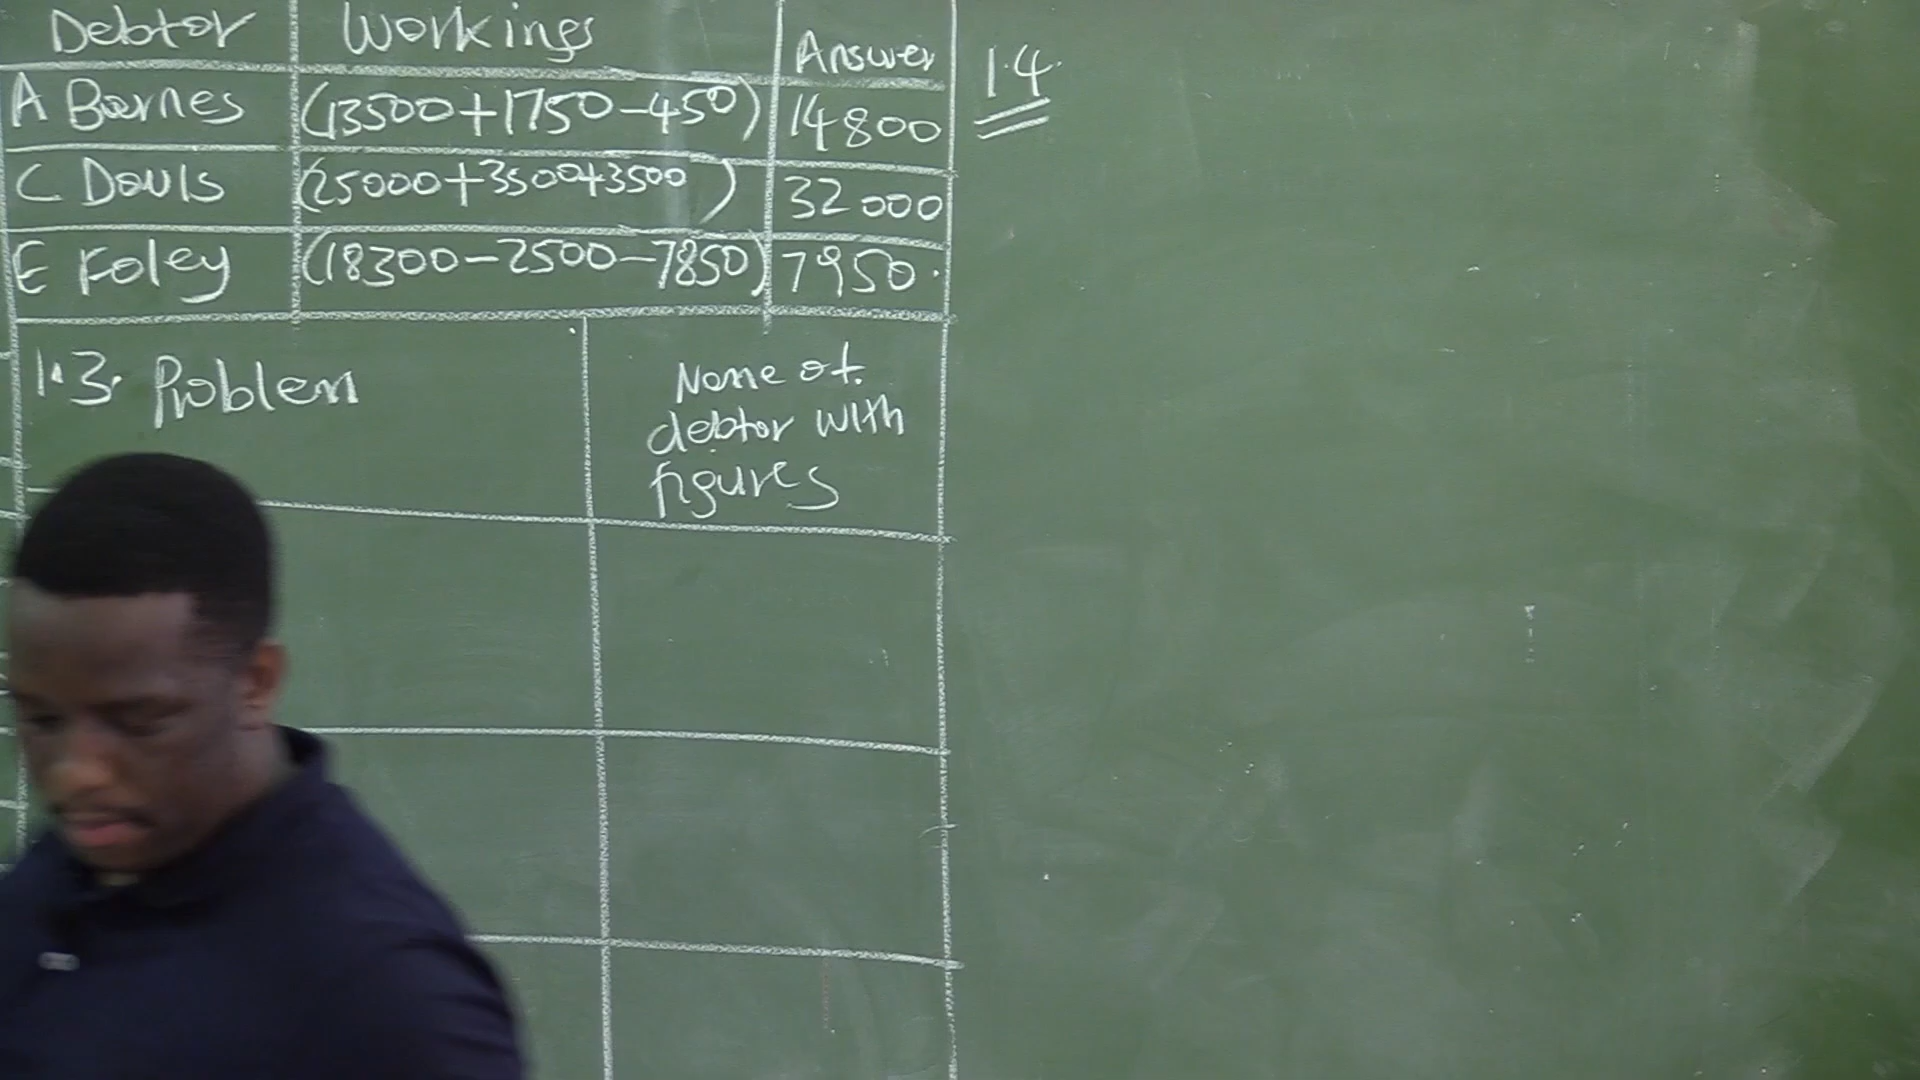 Debtor Workings Answer
A Barnes (13500+1750-450) 14800
C Davis (25000+3500+3500) 32000
E Foley (18300-2500-7850) 7950.
1.3. Problem
Name of
debtor with
figures
1.4.